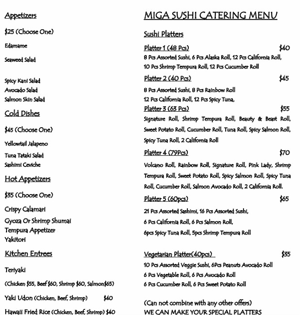 Appetizers
$25 (Choose One)
Edamame
Seaweed Salad
Spicy Kani Salad
Avocado Salad
Salmon Skin Salad
Cold Dishes
$45 (Choose One)
Yellowtail Jalapeno
Tuna Tataki Salad
Sashimi Ceviche
Hot Appetizers
$35 (Choose One)
Crispy Calamari
Gyoza Or Shrimp Shumai
Tempura Appetizer
Yakitori
Kitchen Entrees
Teriyaki
(Chicken $55, Beef $60, Shrimp $60, Salmon$65)
Yaki Udon (Chicken, Beef, Shrimp) $40
Hawaii Fried Rice (Chicken, Beef, Shrimp) $40
MIGA SUSHI CATERING MENU
Sushi Platters
Platter 1 (48 Pcs) $40
8 Pcs Assorted Sushi, 6 Pcs Alaska Roll, 12 Pcs California Roll,
10 Pcs Shrimp Tempura Roll, 12 Pcs Cucumber Roll
Platter 2 (40 Pcs) $45
8 Pcs Assorted Sushi, 8 Pcs Rainbow Roll
12 Pcs California Roll, 12 Pcs Spicy Tuna,
Platter 3 (63 Pcs) $55
Signature Roll, Shrimp Tempura Roll, Beauty & Beast Roll,
Sweet Potato Roll, Cucumber Roll, Tuna Roll, Spicy Salmon Roll,
Spicy Tuna Roll, 2 California Roll
Platter 4 (79Pcs) $70
Volcano Roll, Rainbow Roll, Signature Roll, Pink Lady, Shrimp
Tempura Roll, Sweet Potato Roll, Spicy Salmon Roll, Spicy Tuna
Roll, Cucumber Roll, Salmon Avocado Roll, 2 California Roll.
Platter 5 (60pcs) $65
21 Pcs Assorted Sashimi, 16 Pcs Assorted Sushi,
6 Pcs California Roll, 6 Pcs Salmon Roll,
6pcs Spicy Tuna Roll, 5pcs Shrimp Tempura Roll
Vegetarian Platter(40pcs) $35
10 Pcs Assorted Veggie Sushi, 6Pcs Peanuts Avocado Roll
6 Pcs Vegetable Roll, 6 Pcs Avocado Roll
6 Pcs Cucumber Roll, 6 Pcs Sweet Potato Roll
(Can not combine with any other offers)
WE CAN MAKE YOUR SPECIAL PLATTERS